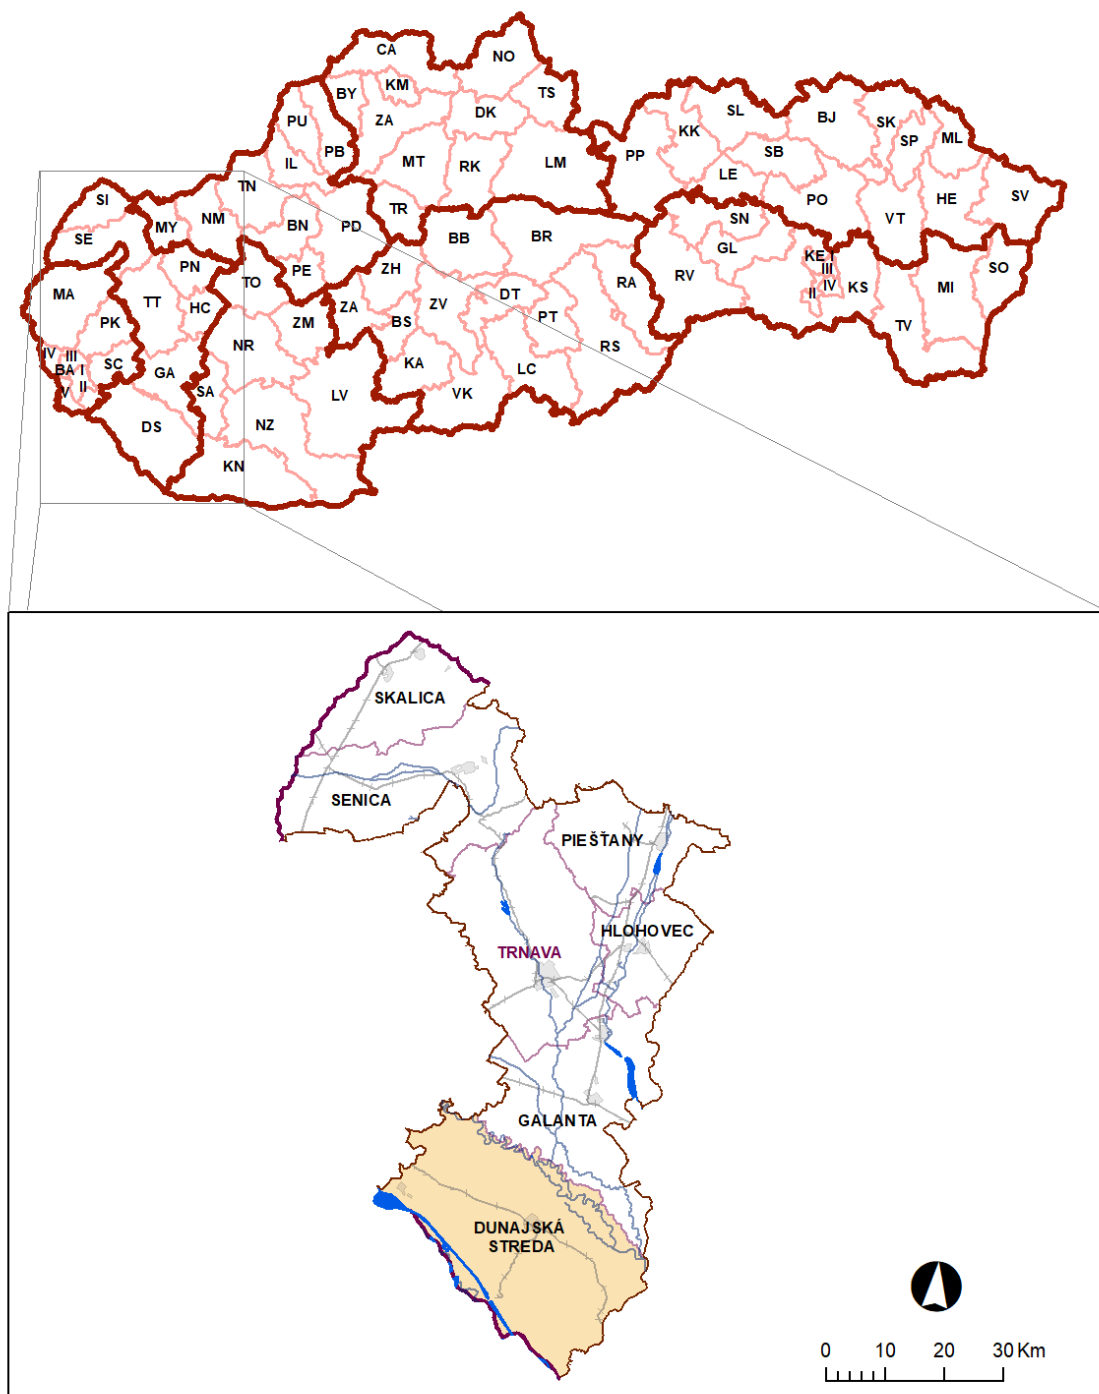 CA
NO
BY
KM
TS
PU
ZA
DK
SL
BJ
SK
KK
SP
ML
PB
MT
RK
LM
PP
SB
IL
LE
TN
SI
PO
HE
SV
MY
NM
TR
SN
VT
SE
BN
PD
BB
BR
GL
PN
PE
ZH
KE I
III
RV
SO
MA
TT
TO
RA
IV
II
KS
MI
HC
ZA
ZV
DT
PK
ZM
BS
PT
TV
NR
RS
IV
III
SC
GA
KA
LC
BA
I
II
V
SA
LV
VK
DS
NZ
KN
SKALICA
SENICA
PIEŠŤANY
HLOHOVEC
TRNAVA
GALANTA
DUNAJSKÁ
STREDA
0 10 20 30 Km